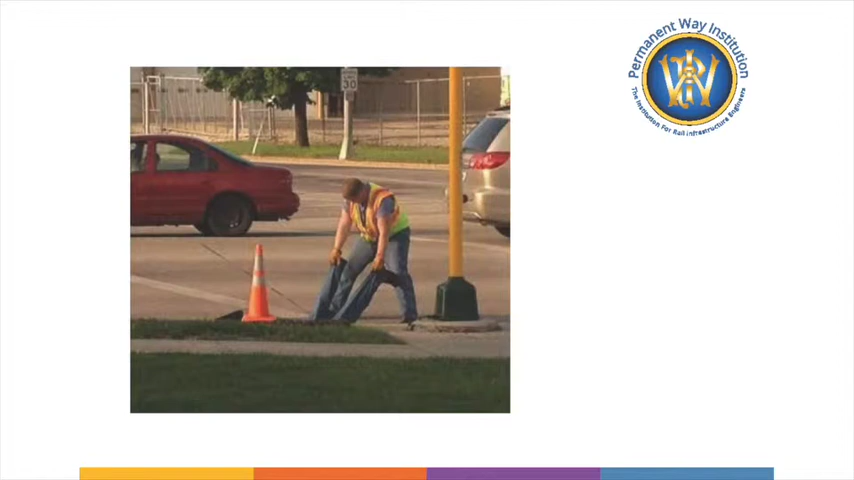 Permanent Way Institution
The Institution For Rail Infrastructure Engineers
30